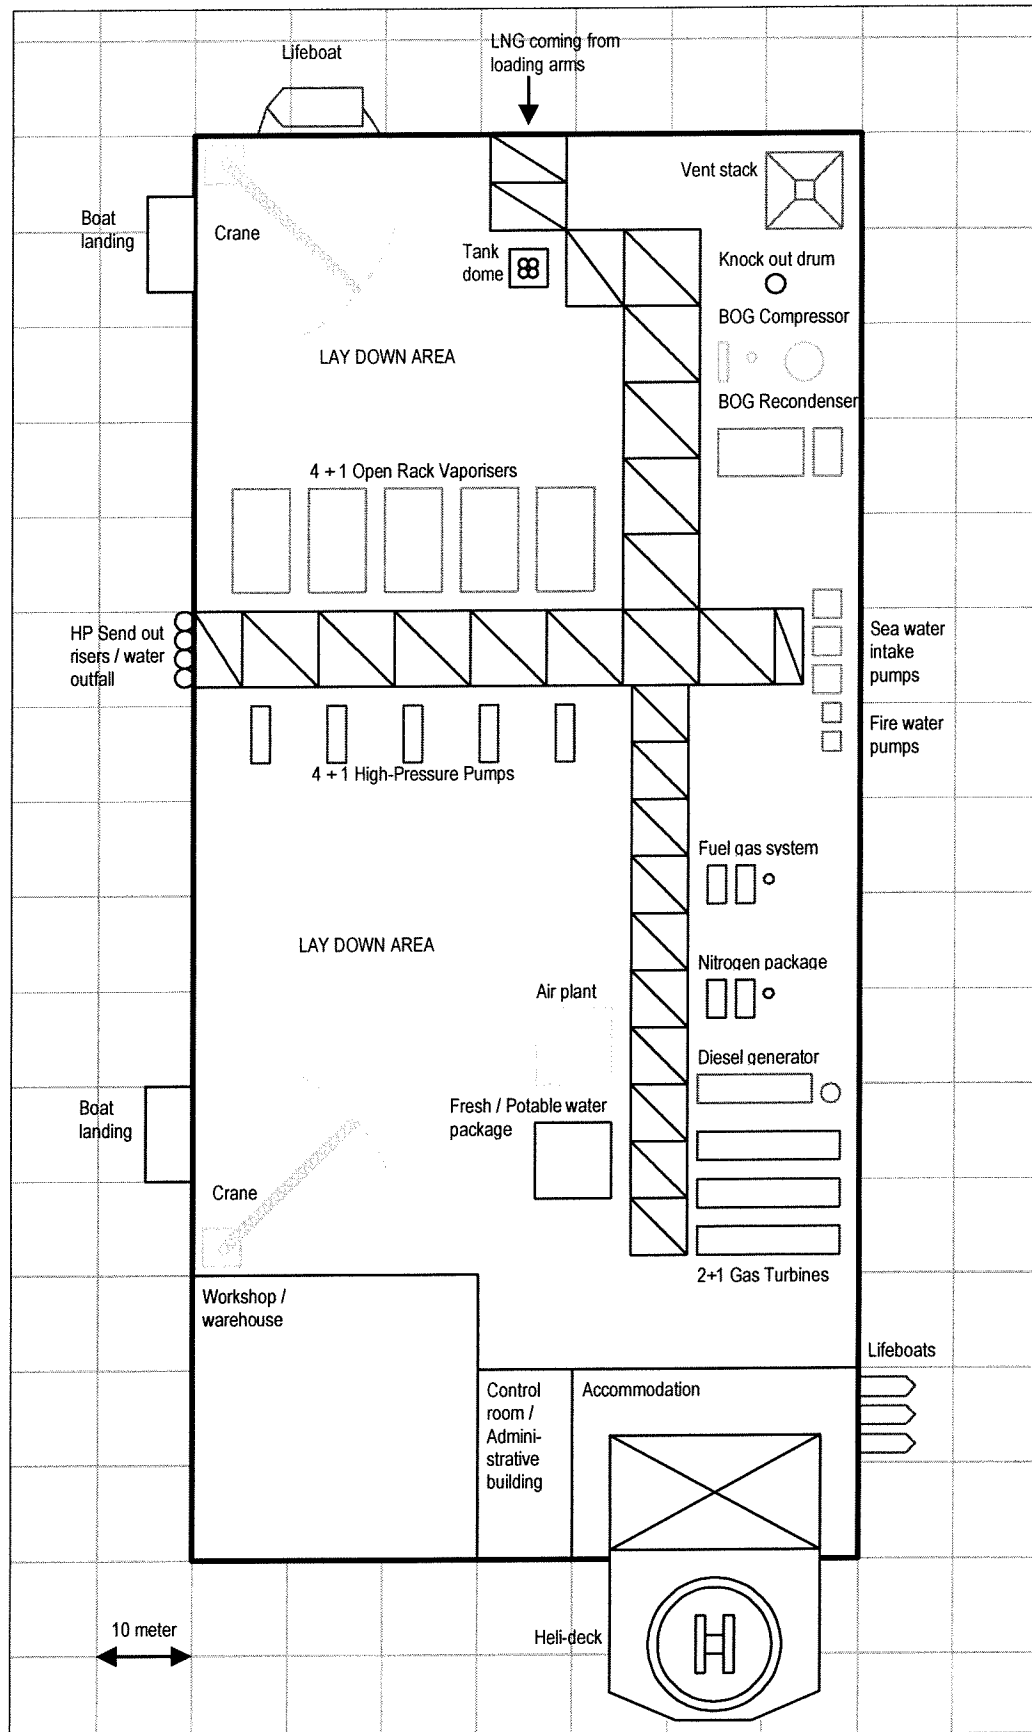 LNG coming from
loading arms
Lifeboat
Vent stack
Boat
landing
Crane
Tank
dome
Knock out drum
BOG Compressor
LAY DOWN AREA
BOG Recondenser
4 + 1 Open Rack Vaporisers
HP Send out
risers / water
outfall
Sea water
intake
pumps
Fire water
pumps
4 + 1 High-Pressure Pumps
Fuel gas system
LAY DOWN AREA
Nitrogen package
Air plant
Diesel generator
Boat
landing
Fresh / Potable water
package
Crane
2+1 Gas Turbines
Workshop /
warehouse
Lifeboats
Control
room /
Admini-
strative
building
Accommodation
10 meter
Heli-deck
H